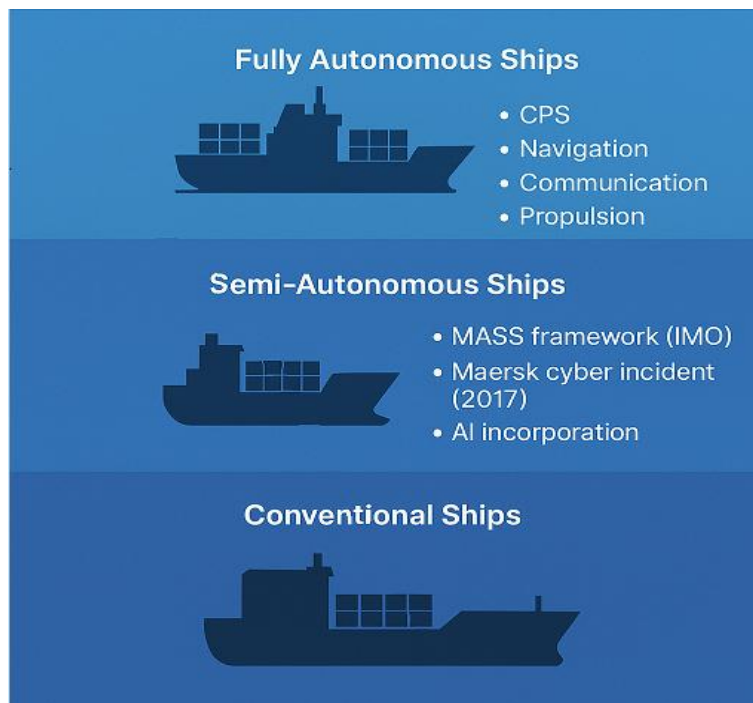 Fully Autonomous Ships
• CPS
• Navigation
• Communication
• Propulsion
Semi-Autonomous Ships
• MASS framework (IMO)
• Maersk cyber incident
(2017)
• AI incorporation
Conventional Ships